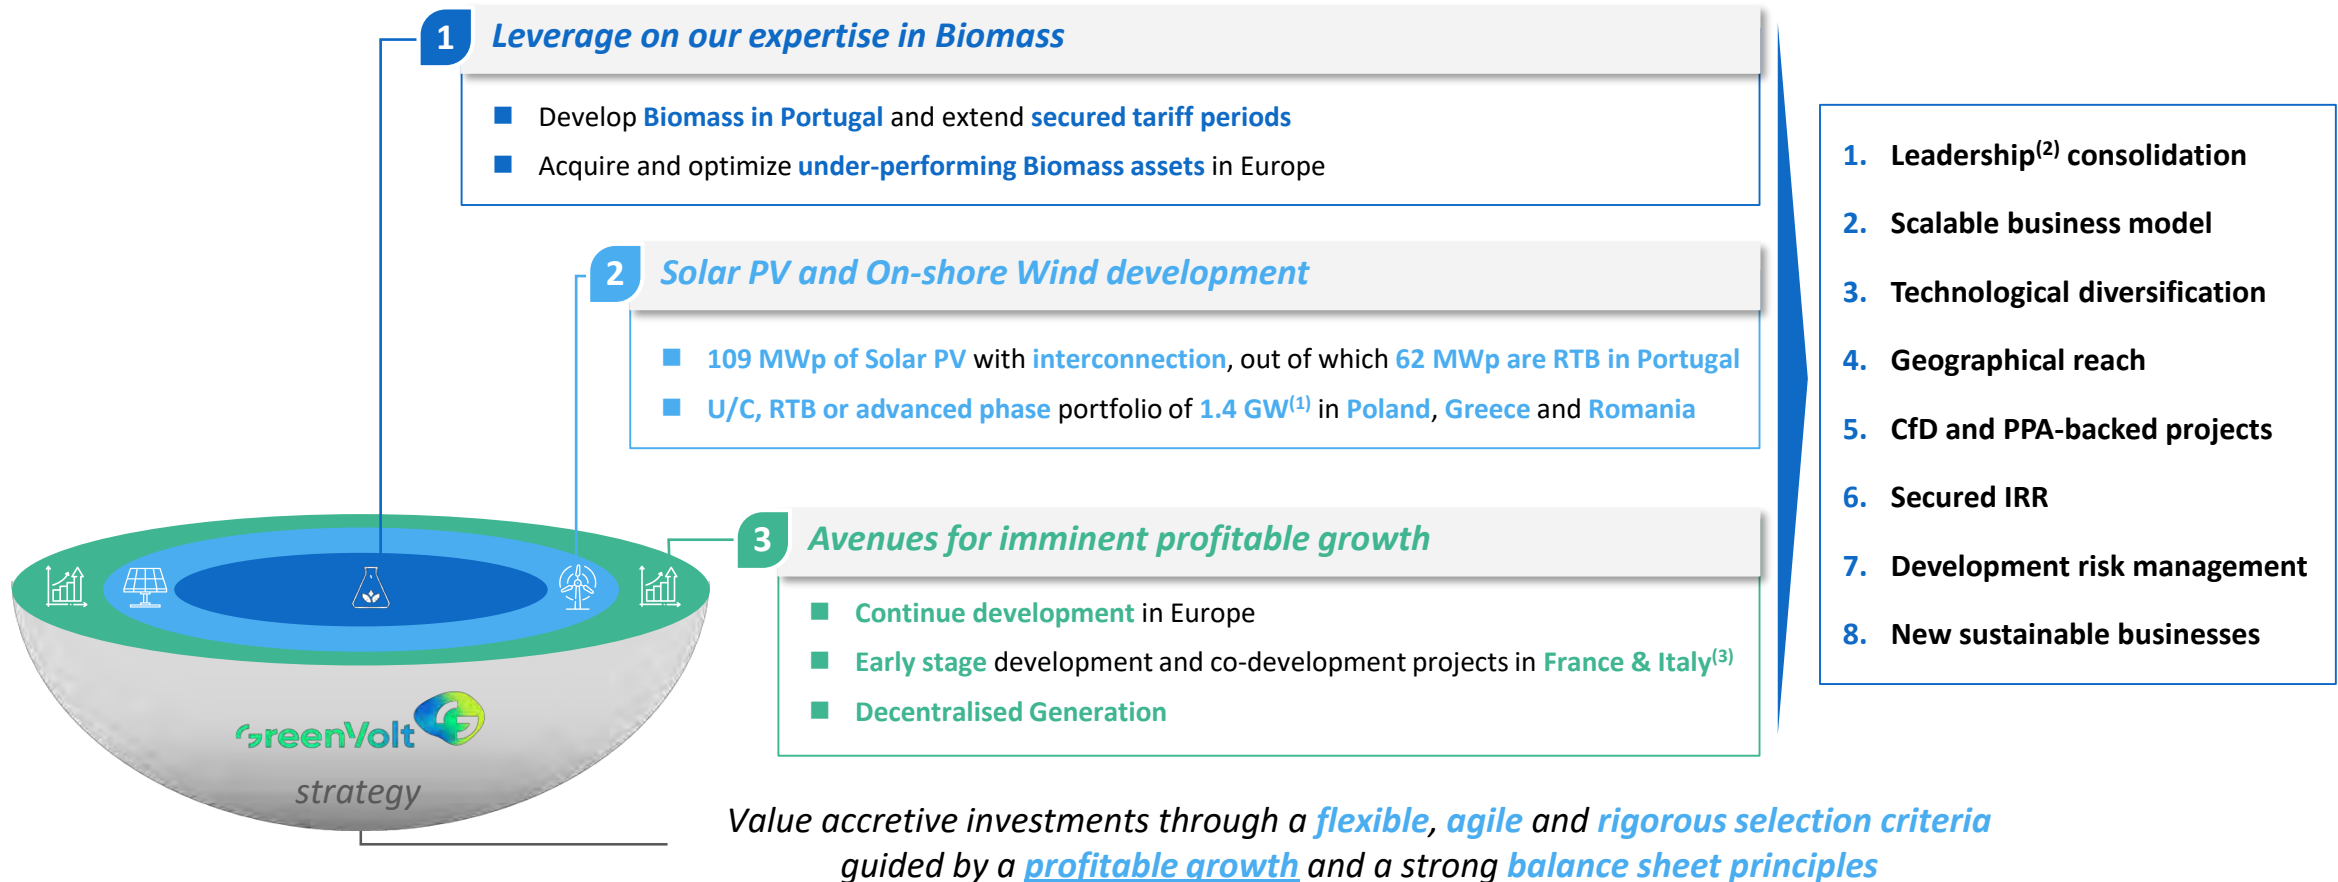 1 Leverage on our expertise in Biomass
■ Develop Biomass in Portugal and extend secured tariff periods
■ Acquire and optimize under-performing Biomass assets in Europe
2 Solar PV and On-shore Wind development
■ 109 MWp of Solar PV with interconnection, out of which 62 MWp are RTB in Portugal
■ U/C, RTB or advanced phase portfolio of 1.4 GW(1) in Poland, Greece and Romania
3 Avenues for imminent profitable growth
■ Continue development in Europe
■ Early stage development and co-development projects in France & Italy(3)
■ Decentralised Generation
1. Leadership(2) consolidation
2. Scalable business model
3. Technological diversification
4. Geographical reach
5. CfD and PPA-backed projects
6. Secured IRR
7. Development risk management
8. New sustainable businesses
GreenVolt
strategy
Value accretive investments through a flexible, agile and rigorous selection criteria
guided by a profitable growth and a strong balance sheet principles